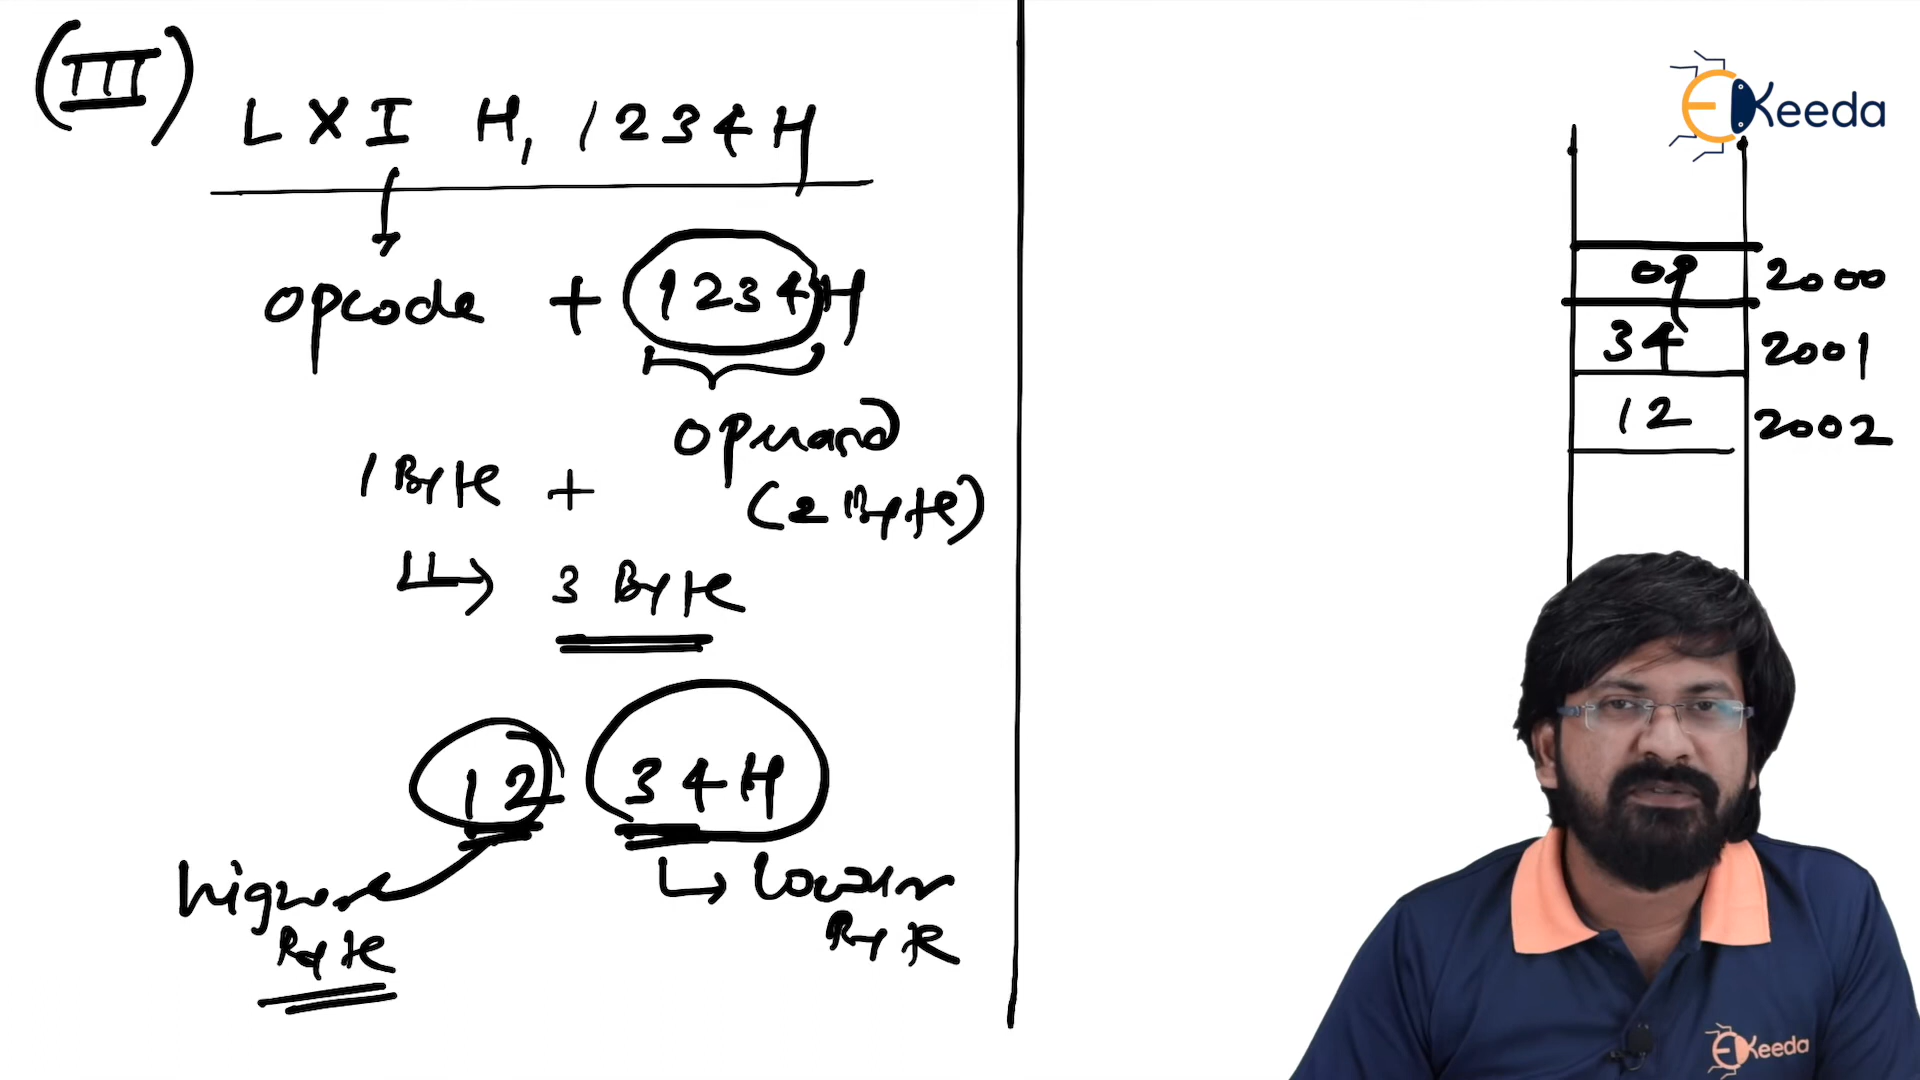 (III)
LXI H, 1234H
opcode + 1234H
operand
1 Byte +
(2 Byte)
↳ 3 Byte
12 34H
higher
Byte
↳ lower
Byte
EKeeda
op 2000
34 2001
12 2002
EKeeda